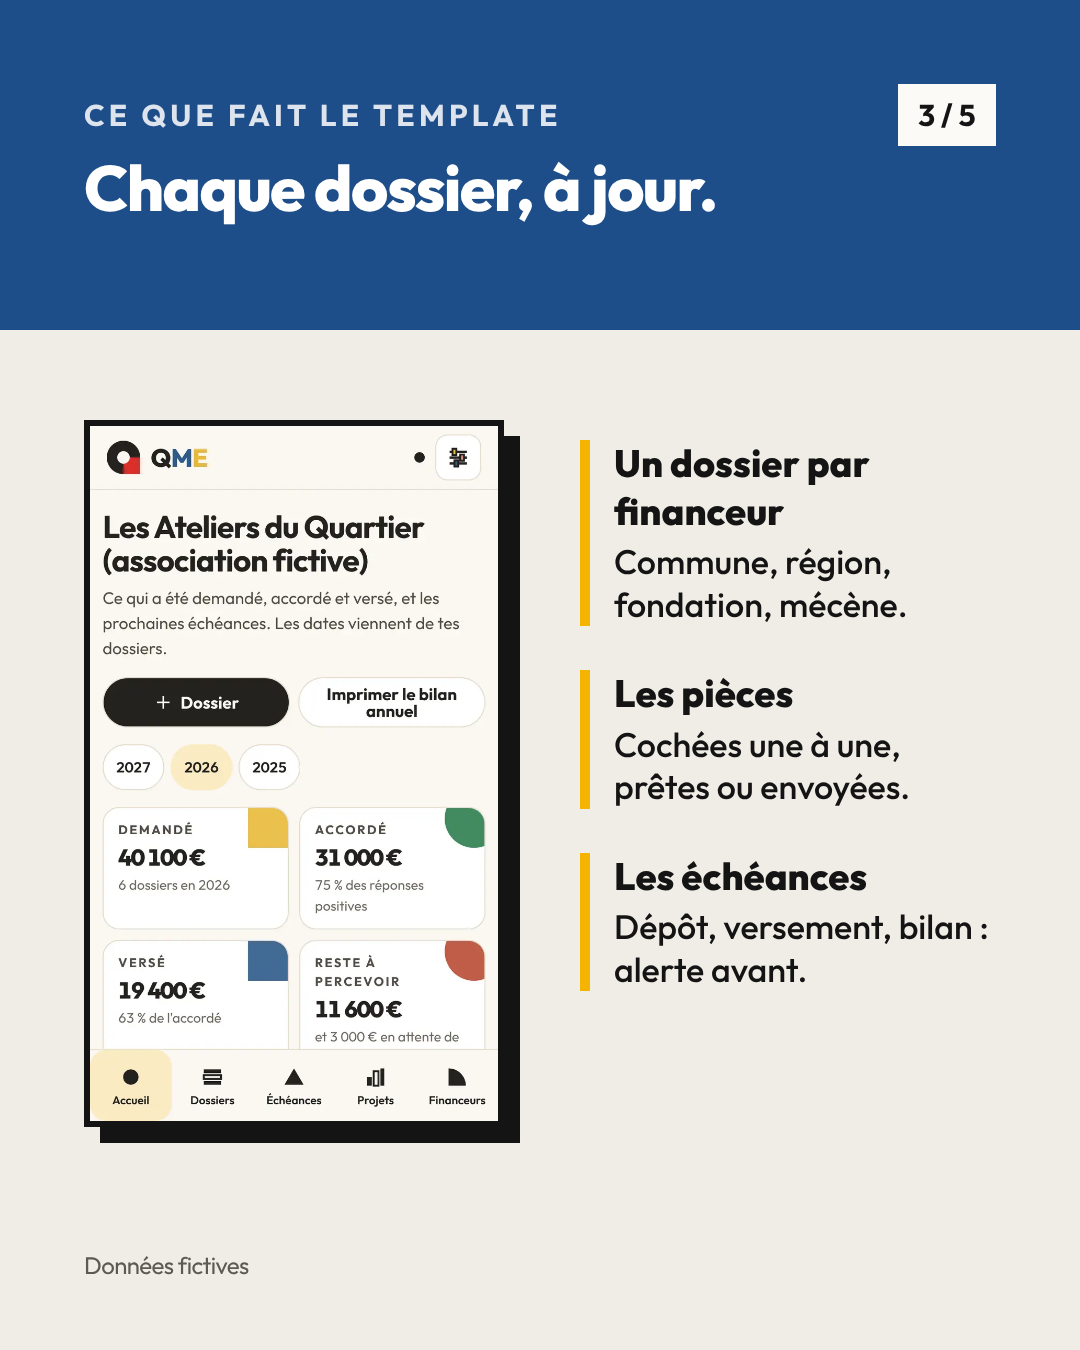 CE QUE FAIT LE TEMPLATE
3 / 5
Chaque dossier, à jour.
QME
Les Ateliers du Quartier
(association fictive)
Ce qui a été demandé, accordé et versé, et les
prochaines échéances. Les dates viennent de tes
dossiers.
+ Dossier
Imprimer le bilan
annuel
2027
2026
2025
DEMANDÉ
40 100 €
6 dossiers en 2026
ACCORDÉ
31 000 €
75 % des réponses
positives
VERSÉ
19 400 €
63 % de l'accordé
RESTE À
PERCEVOIR
11 600 €
et 3 000 € en attente de
Accueil
Dossiers
Échéances
Projets
Financeurs
Un dossier par
financeur
Commune, région,
fondation, mécène.
Les pièces
Cochées une à une,
prêtes ou envoyées.
Les échéances
Dépôt, versement, bilan :
alerte avant.
Données fictives